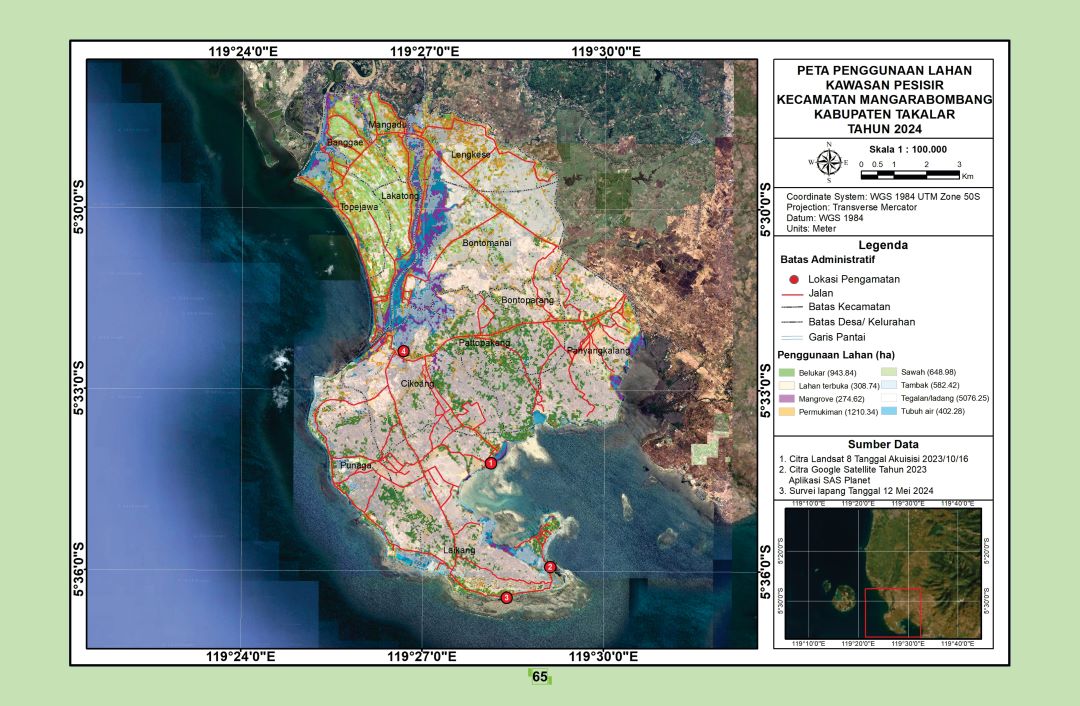 119°24'0"E 119°27'0"E 119°30'0"E
PETA PENGGUNAAN LAHAN
KAWASAN PESISIR
KECAMATAN MANGARABOMBANG
KABUPATEN TAKALAR
TAHUN 2024
N
W E
S
Skala 1 : 100.000
0 0.5 1 2 3
Km
Coordinate System: WGS 1984 UTM Zone 50S
Projection: Transverse Mercator
Datum: WGS 1984
Units: Meter
Legenda
Batas Administratif
Lokasi Pengamatan
Jalan
Batas Kecamatan
Batas Desa/ Kelurahan
Garis Pantai
Penggunaan Lahan (ha)
Belukar (943.84)
Lahan terbuka (308.74)
Mangrove (274.62)
Permukiman (1210.34)
Sawah (648.98)
Tambak (582.42)
Tegalan/ladang (5076.25)
Tubuh air (402.28)
Sumber Data
1. Citra Landsat 8 Tanggal Akuisisi 2023/10/16
2. Citra Google Satellite Tahun 2023
Aplikasi SAS Planet
3. Survei lapang Tanggal 12 Mei 2024
119°10'0"E 119°20'0"E 119°30'0"E 119°40'0"E
5°20'0"S
5°30'0"S
5°20'0"S
5°30'0"S
119°10'0"E 119°20'0"E 119°30'0"E 119°40'0"E
Mangadu
Banggae
Lengkese
Lakatong
Topejawa
Bontomanai
Bontoparang
Pattopakang
Panyangkalang
4
Cikoang
1
Punaga
Laikang
2
3
5°30'0"S
5°33'0"S
5°36'0"S
5°30'0"S
5°33'0"S
5°36'0"S
119°24'0"E 119°27'0"E 119°30'0"E
65